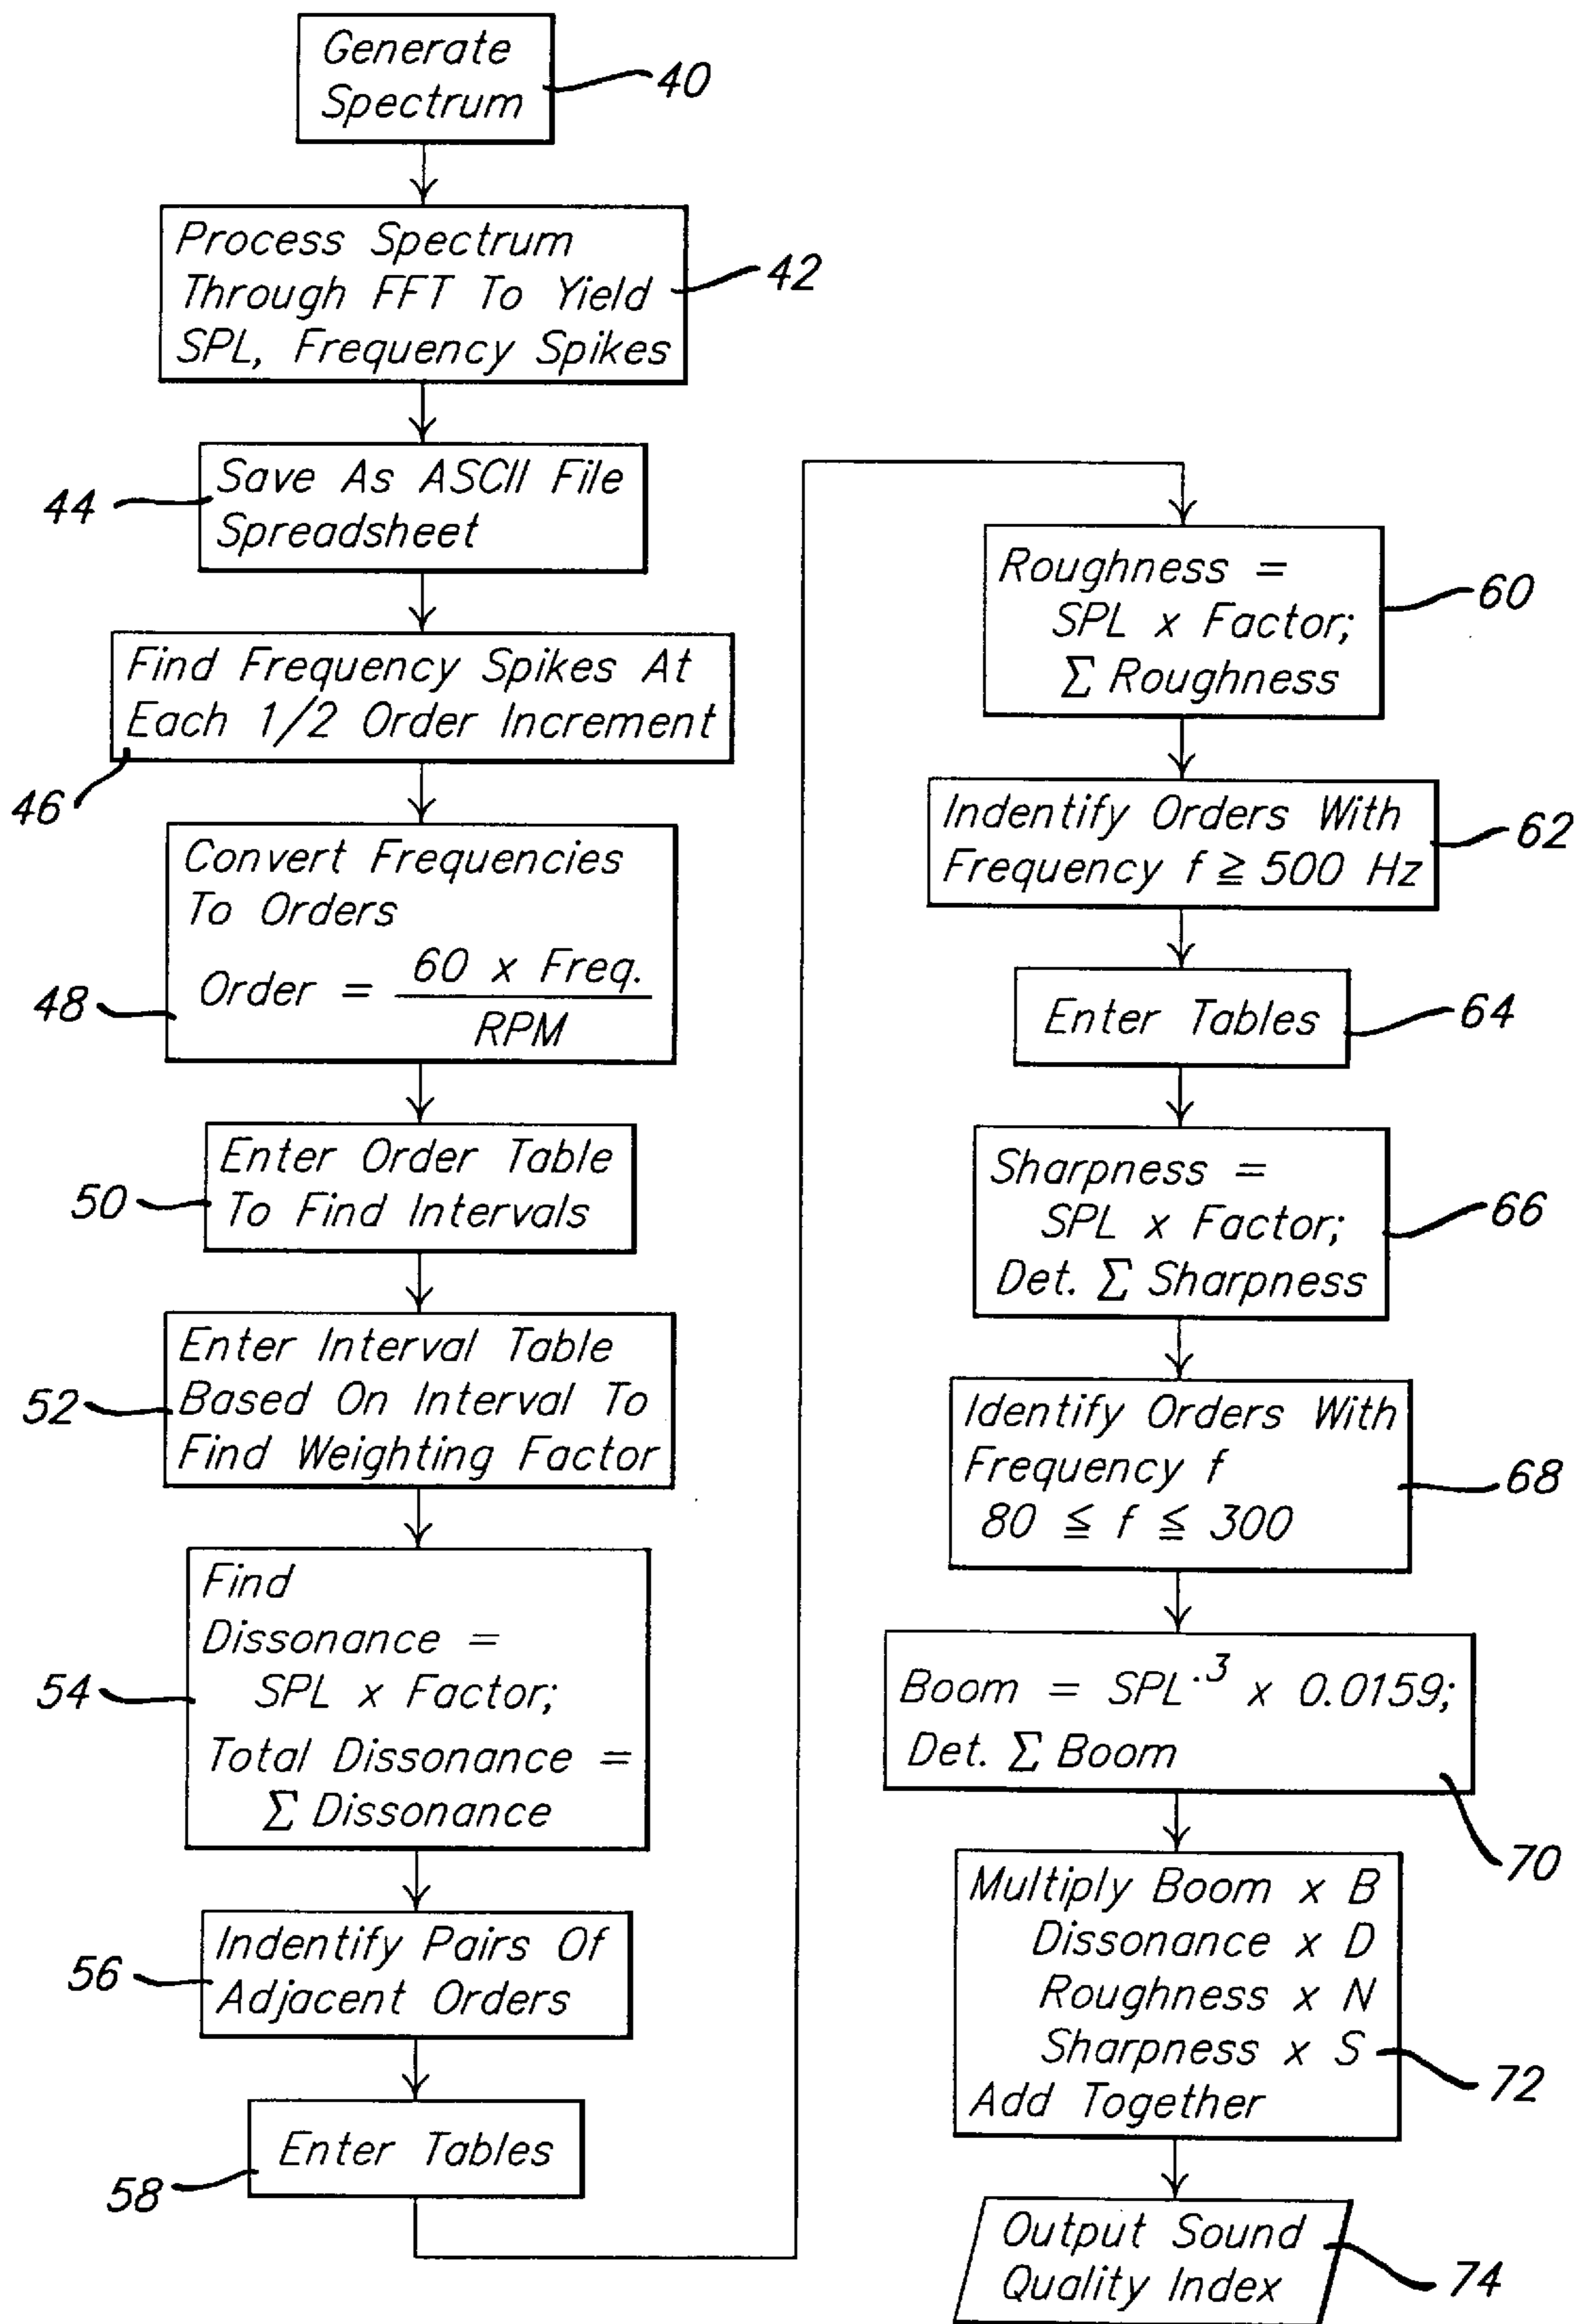 Generate
Spectrum
40
Process Spectrum
Through FFT To Yield
SPL, Frequency Spikes
42
Save As ASCII File
Spreadsheet
44
Find Frequency Spikes At
Each 1/2 Order Increment
46
Convert Frequencies
To Orders
Order = 60 x Freq. / RPM
48
Enter Order Table
To Find Intervals
50
Enter Interval Table
Based On Interval To
Find Weighting Factor
52
Find
Dissonance =
SPL x Factor;
Total Dissonance =
Σ Dissonance
54
Indentify Pairs Of
Adjacent Orders
56
Enter Tables
58
Roughness =
SPL x Factor;
Σ Roughness
60
Indentify Orders With
Frequency f ≧ 500 Hz
62
Enter Tables
64
Sharpness =
SPL x Factor;
Det. Σ Sharpness
66
Identify Orders With
Frequency f
80 ≦ f ≦ 300
68
Boom = SPL^.3 x 0.0159;
Det. Σ Boom
70
Multiply Boom x B
Dissonance x D
Roughness x N
Sharpness x S
Add Together
72
Output Sound
Quality Index
74